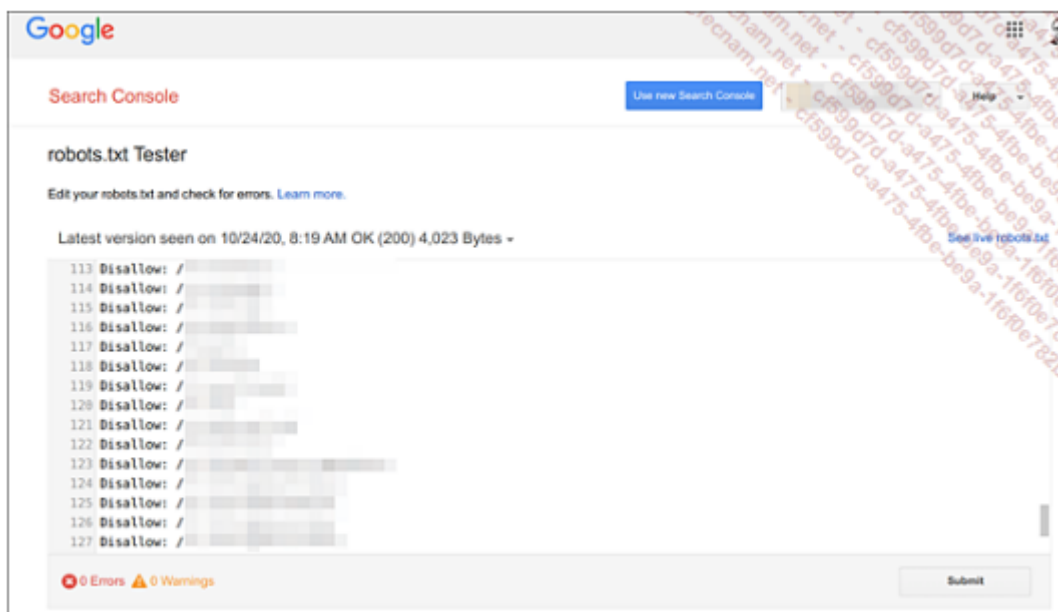 Google
Search Console
Use new Search Console
Help
robots.txt Tester
Edit your robots.txt and check for errors. Learn more.
Latest version seen on 10/24/20, 8:19 AM OK (200) 4,023 Bytes
See live robots.txt
113 Disallow: /
114 Disallow: /
115 Disallow: /
116 Disallow: /
117 Disallow: /
118 Disallow: /
119 Disallow: /
120 Disallow: /
121 Disallow: /
122 Disallow: /
123 Disallow: /
124 Disallow: /
125 Disallow: /
126 Disallow: /
127 Disallow: /
0 Errors 0 Warnings
Submit